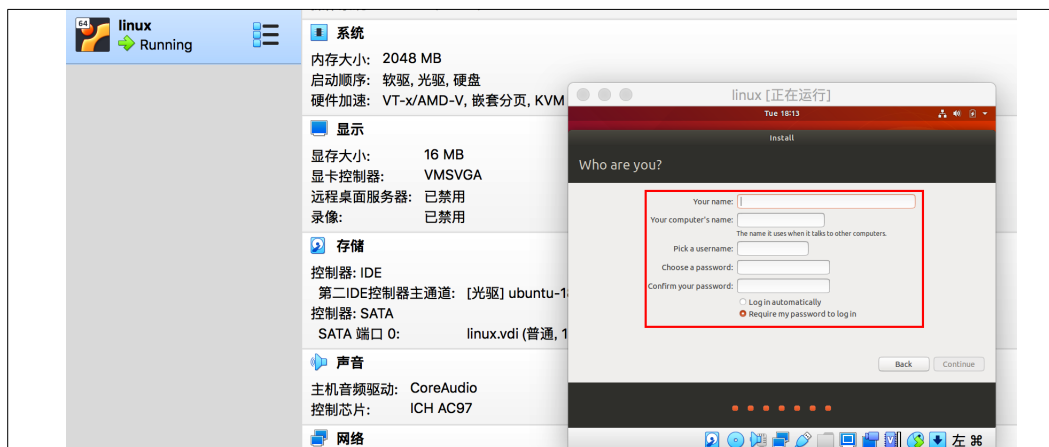 64
linux
Running
系统
内存大小: 2048 MB
启动顺序: 软驱, 光驱, 硬盘
硬件加速: VT-x/AMD-V, 嵌套分页, KVM
显示
显存大小: 16 MB
显卡控制器: VMSVGA
远程桌面服务器: 已禁用
录像: 已禁用
存储
控制器: IDE
第二IDE控制器主通道: [光驱] ubuntu-1
控制器: SATA
SATA 端口 0: linux.vdi (普通, 1
声音
主机音频驱动: CoreAudio
控制芯片: ICH AC97
网络
linux [正在运行]
Tue 18:13
Install
Who are you?
Your name:
Your computer's name:
The name it uses when it talks to other computers.
Pick a username:
Choose a password:
Confirm your password:
Log in automatically
Require my password to log in
Back Continue
左 ⌘